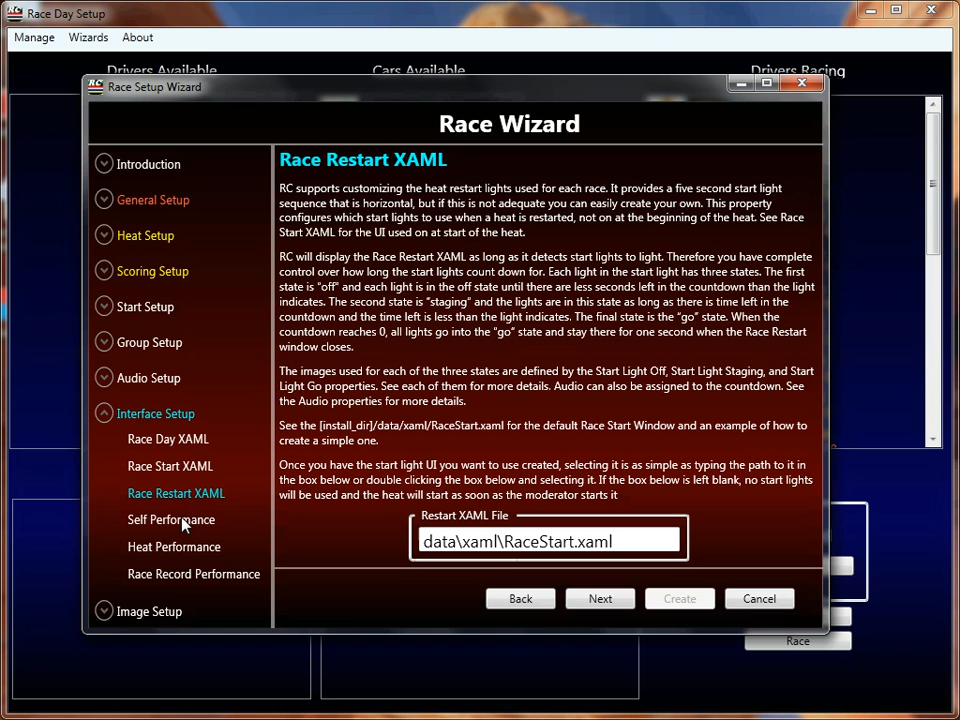 RC Race Day Setup
Manage Wizards About
Drivers Available Cars Available Drivers Racing
RC Race Setup Wizard
Race Wizard
Introduction
General Setup
Heat Setup
Scoring Setup
Start Setup
Group Setup
Audio Setup
Interface Setup
Race Day XAML
Race Start XAML
Race Restart XAML
Self Performance
Heat Performance
Race Record Performance
Image Setup
Race Restart XAML
RC supports customizing the heat restart lights used for each race. It provides a five second start light
sequence that is horizontal, but if this is not adequate you can easily create your own. This property
configures which start lights to use when a heat is restarted, not on at the beginning of the heat. See Race
Start XAML for the UI used on at start of the heat.
RC will display the Race Restart XAML as long as it detects start lights to light. Therefore you have complete
control over how long the start lights count down for. Each light in the start light has three states. The first
state is "off" and each light is in the off state until there are less seconds left in the countdown than the light
indicates. The second state is "staging" and the lights are in this state as long as there is time left in the
countdown and the time left is less than the light indicates. The final state is the "go" state. When the
countdown reaches 0, all lights go into the "go" state and stay there for one second when the Race Restart
window closes.
The images used for each of the three states are defined by the Start Light Off, Start Light Staging, and Start
Light Go properties. See each of them for more details. Audio can also be assigned to the countdown. See
the Audio properties for more details.
See the [install_dir]/data/xaml/RaceStart.xaml for the default Race Start Window and an example of how to
create a simple one.
Once you have the start light UI you want to use created, selecting it is as simple as typing the path to it in
the box below or double clicking the box below and selecting it. If the box below is left blank, no start lights
will be used and the heat will start as soon as the moderator starts it
Restart XAML File
data\xaml\RaceStart.xaml
Back Next Create Cancel
Race